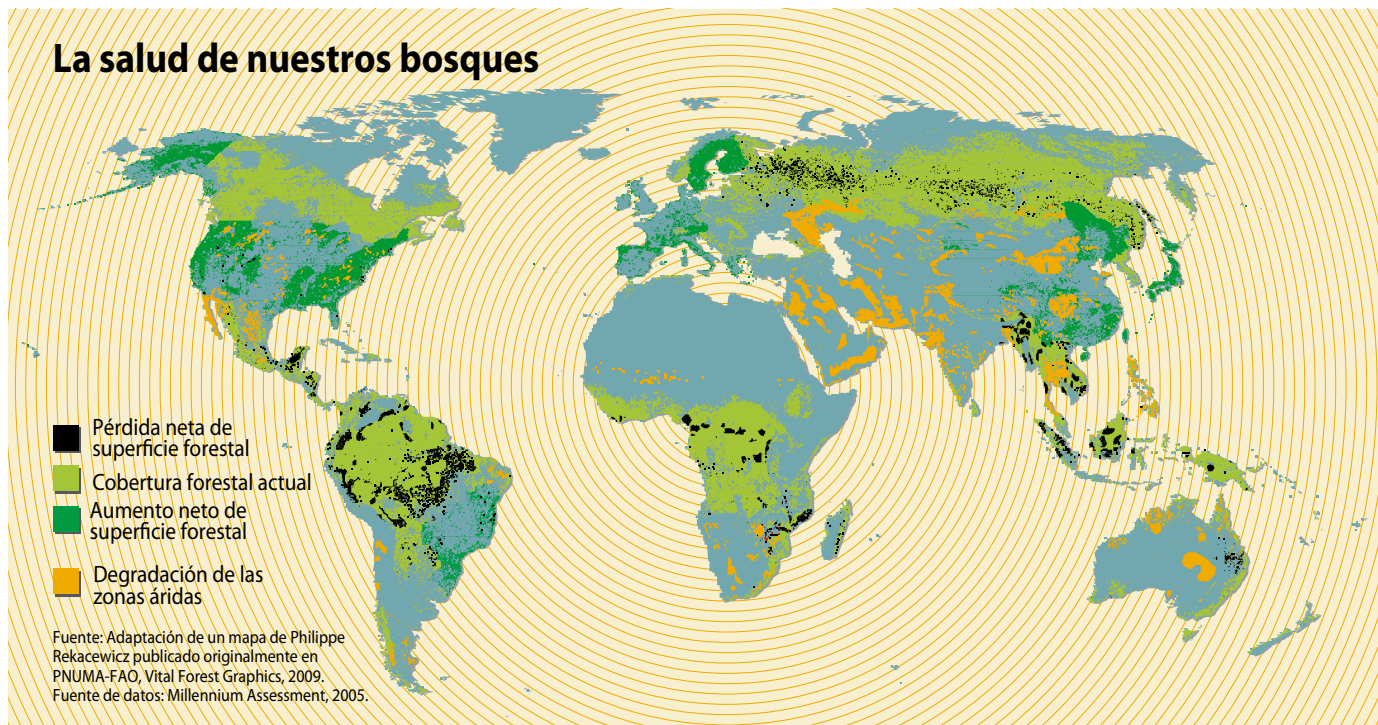 La salud de nuestros bosques
Pérdida neta de
superficie forestal
Cobertura forestal actual
Aumento neto de
superficie forestal
Degradación de las
zonas áridas
Fuente: Adaptación de un mapa de Philippe
Rekacewicz publicado originalmente en
PNUMA-FAO, Vital Forest Graphics, 2009.
Fuente de datos: Millennium Assessment, 2005.